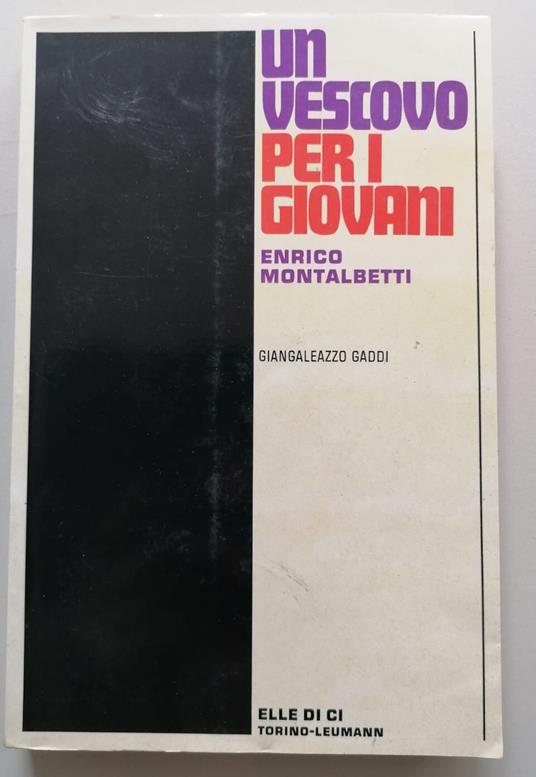 UN
VESCOVO
PER I
GIOVANI
ENRICO
MONTALBETTI
GIANGALEAZZO GADDI
ELLE DI CI
TORINO-LEUMANN